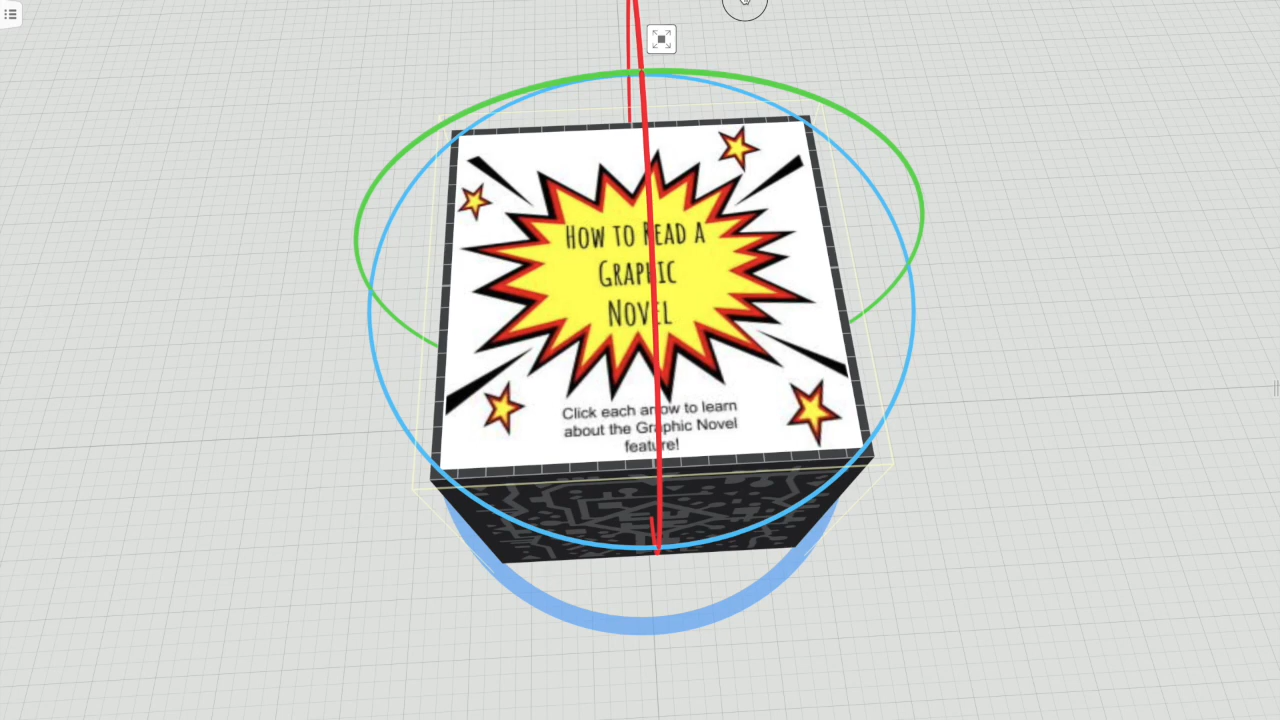 How to Read a
Graphic
Novel
Click each arrow to learn
about the Graphic Novel
feature!